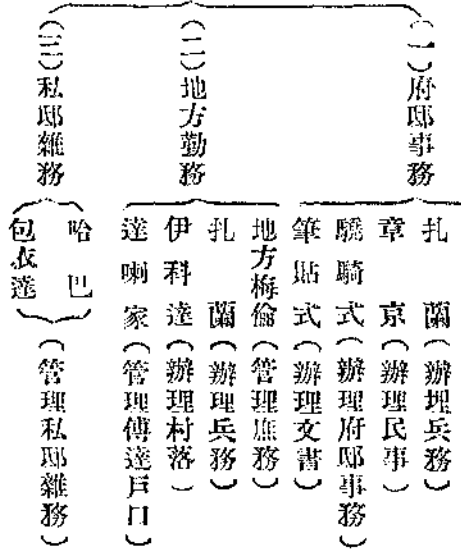 (一)府邸事務
扎蘭(辦理兵務)
章京(辦理民事)
驍騎式(辦理府邸事務)
筆貼式(辦理文書)
(二)地方勤務
地方梅倫(管理庶務)
扎蘭(辦理兵務)
伊科達(辦理村落)
達喇家(管理傳達戶口)
(三)私邸雜務
哈巴
包衣達
(管理私邸雜務)